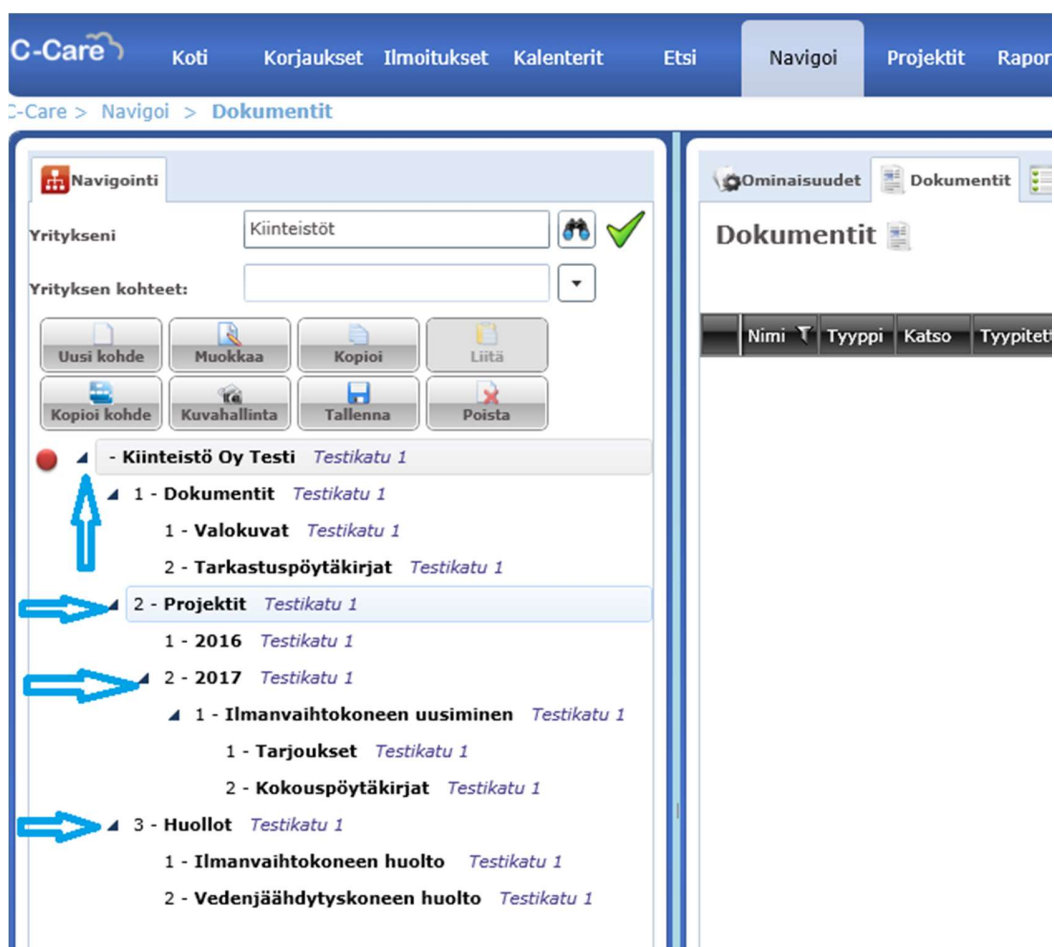 C-Care
Koti Korjaukset Ilmoitukset Kalenterit Etsi Navigoi Projektit Rapor
C-Care > Navigoi > Dokumentit
Navigointi
Yritykseni Kiinteistöt
Yrityksen kohteet:
Uusi kohde Muokkaa Kopioi Liitä
Kopioi kohde Kuvahallinta Tallenna Poista
- Kiinteistö Oy Testi Testikatu 1
1 - Dokumentit Testikatu 1
1 - Valokuvat Testikatu 1
2 - Tarkastuspöytäkirjat Testikatu 1
2 - Projektit Testikatu 1
1 - 2016 Testikatu 1
2 - 2017 Testikatu 1
1 - Ilmanvaihtokoneen uusiminen Testikatu 1
1 - Tarjoukset Testikatu 1
2 - Kokouspöytäkirjat Testikatu 1
3 - Huollot Testikatu 1
1 - Ilmanvaihtokoneen huolto Testikatu 1
2 - Vedenjäähdytyskoneen huolto Testikatu 1
Ominaisuudet Dokumentit
Dokumentit
Nimi Tyyppi Katso Tyypitett